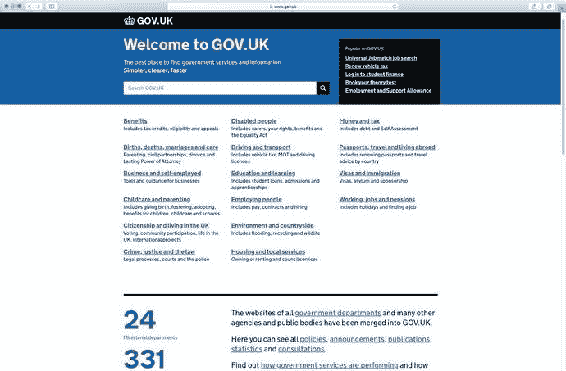 www.gov.uk
GOV.UK
Welcome to GOV.UK
The best place to find government services and information
Simpler, clearer, faster
Search GOV.UK
Popular on GOV.UK
Universal Jobmatch job search
Renew vehicle tax
Log in to student finance
Book your theory test
Employment and Support Allowance
Benefits
Includes tax credits, eligibility and appeals
Births, deaths, marriages and care
Parenting, civil partnerships, divorce and
Lasting Power of Attorney
Business and self-employed
Tools and guidance for businesses
Childcare and parenting
Includes giving birth, fostering, adopting,
benefits for children, childcare and schools
Citizenship and living in the UK
Voting, community participation, life in the
UK, international projects
Crime, justice and the law
Legal processes, courts and the police
Disabled people
Includes carers, your rights, benefits and
the Equality Act
Driving and transport
Includes vehicle tax, MOT and driving
licences
Education and learning
Includes student loans, admissions and
apprenticeships
Employing people
Includes pay, contracts and hiring
Environment and countryside
Includes flooding, recycling and wildlife
Housing and local services
Owning or renting and council services
Money and tax
Includes debt and Self Assessment
Passports, travel and living abroad
Includes renewing passports and travel
advice by country
Visas and immigration
Visas, asylum and sponsorship
Working, jobs and pensions
Includes holidays and finding a job
24
Ministerial departments
331
The websites of all government departments and many other
agencies and public bodies have been merged into GOV.UK.
Here you can see all policies, announcements, publications,
statistics and consultations.
Find out how government services are performing and how